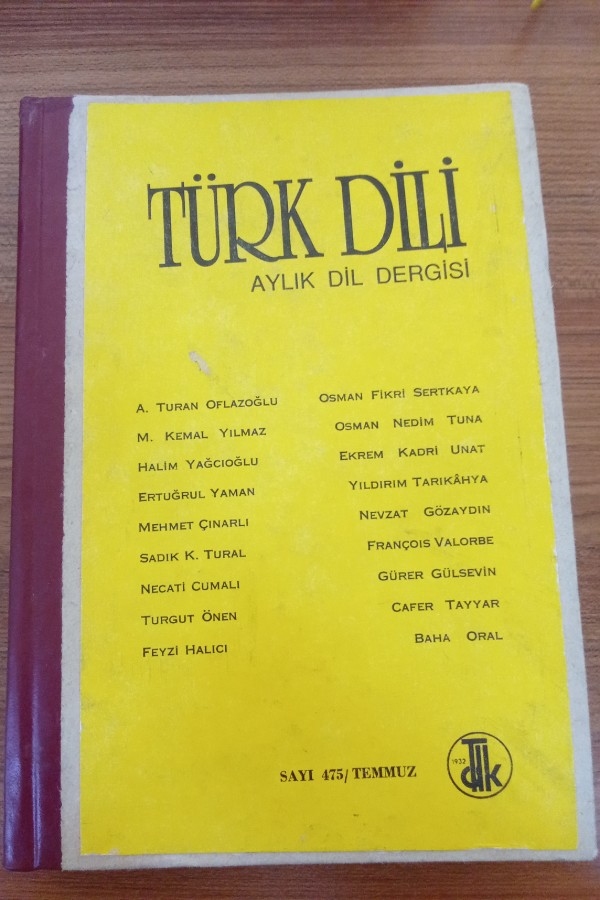 TÜRK DİLİ
AYLIK DİL DERGİSİ
A. TURAN OFLAZOĞLU
M. KEMAL YILMAZ
HALİM YAĞCIOĞLU
ERTUĞRUL YAMAN
MEHMET ÇINARLI
SADIK K. TURAL
NECATİ CUMALI
TURGUT ÖNEN
FEYZİ HALICI
OSMAN FİKRİ SERTKAYA
OSMAN NEDİM TUNA
EKREM KADRİ UNAT
YILDIRIM TARIKÂHYA
NEVZAT GÖZAYDIN
FRANÇOIS VALORBE
GÜRER GÜLSEVİN
CAFER TAYYAR
BAHA ORAL
SAYI 475/TEMMUZ
1932
TDK